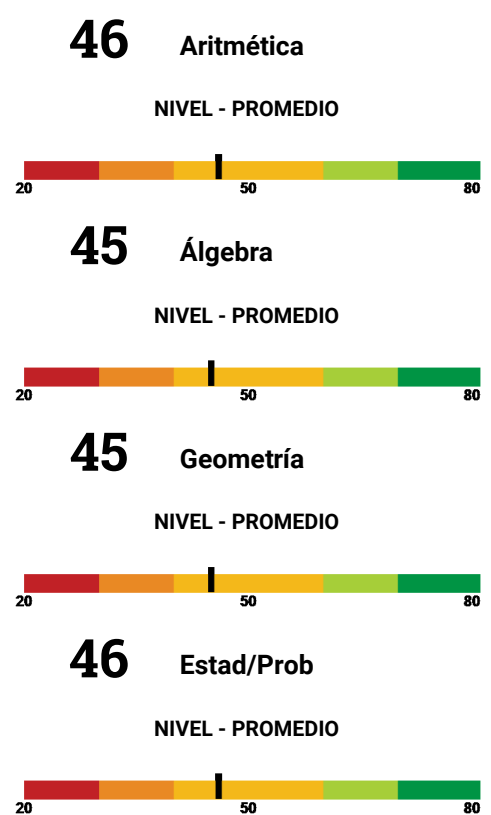 46 Aritmética
NIVEL - PROMEDIO
20 50 80
45 Álgebra
NIVEL - PROMEDIO
20 50 80
45 Geometría
NIVEL - PROMEDIO
20 50 80
46 Estad/Prob
NIVEL - PROMEDIO
20 50 80